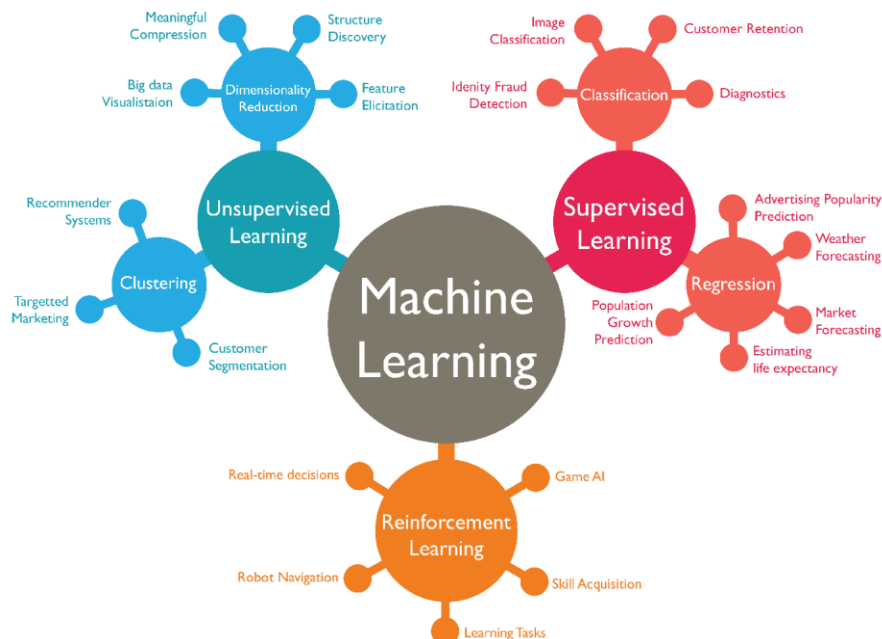 Meaningful
Compression
Structure
Discovery
Big data
Visualistaion
Dimensionality
Reduction
Feature
Elicitation
Image
Classification
Customer Retention
Idenity Fraud
Detection
Classification
Diagnostics
Recommender
Systems
Unsupervised
Learning
Clustering
Targetted
Marketing
Customer
Segmentation
Machine
Learning
Supervised
Learning
Advertising Popularity
Prediction
Weather
Forecasting
Regression
Population
Growth
Prediction
Market
Forecasting
Estimating
life expectancy
Real-time decisions
Game AI
Reinforcement
Learning
Robot Navigation
Skill Acquisition
Learning Tasks